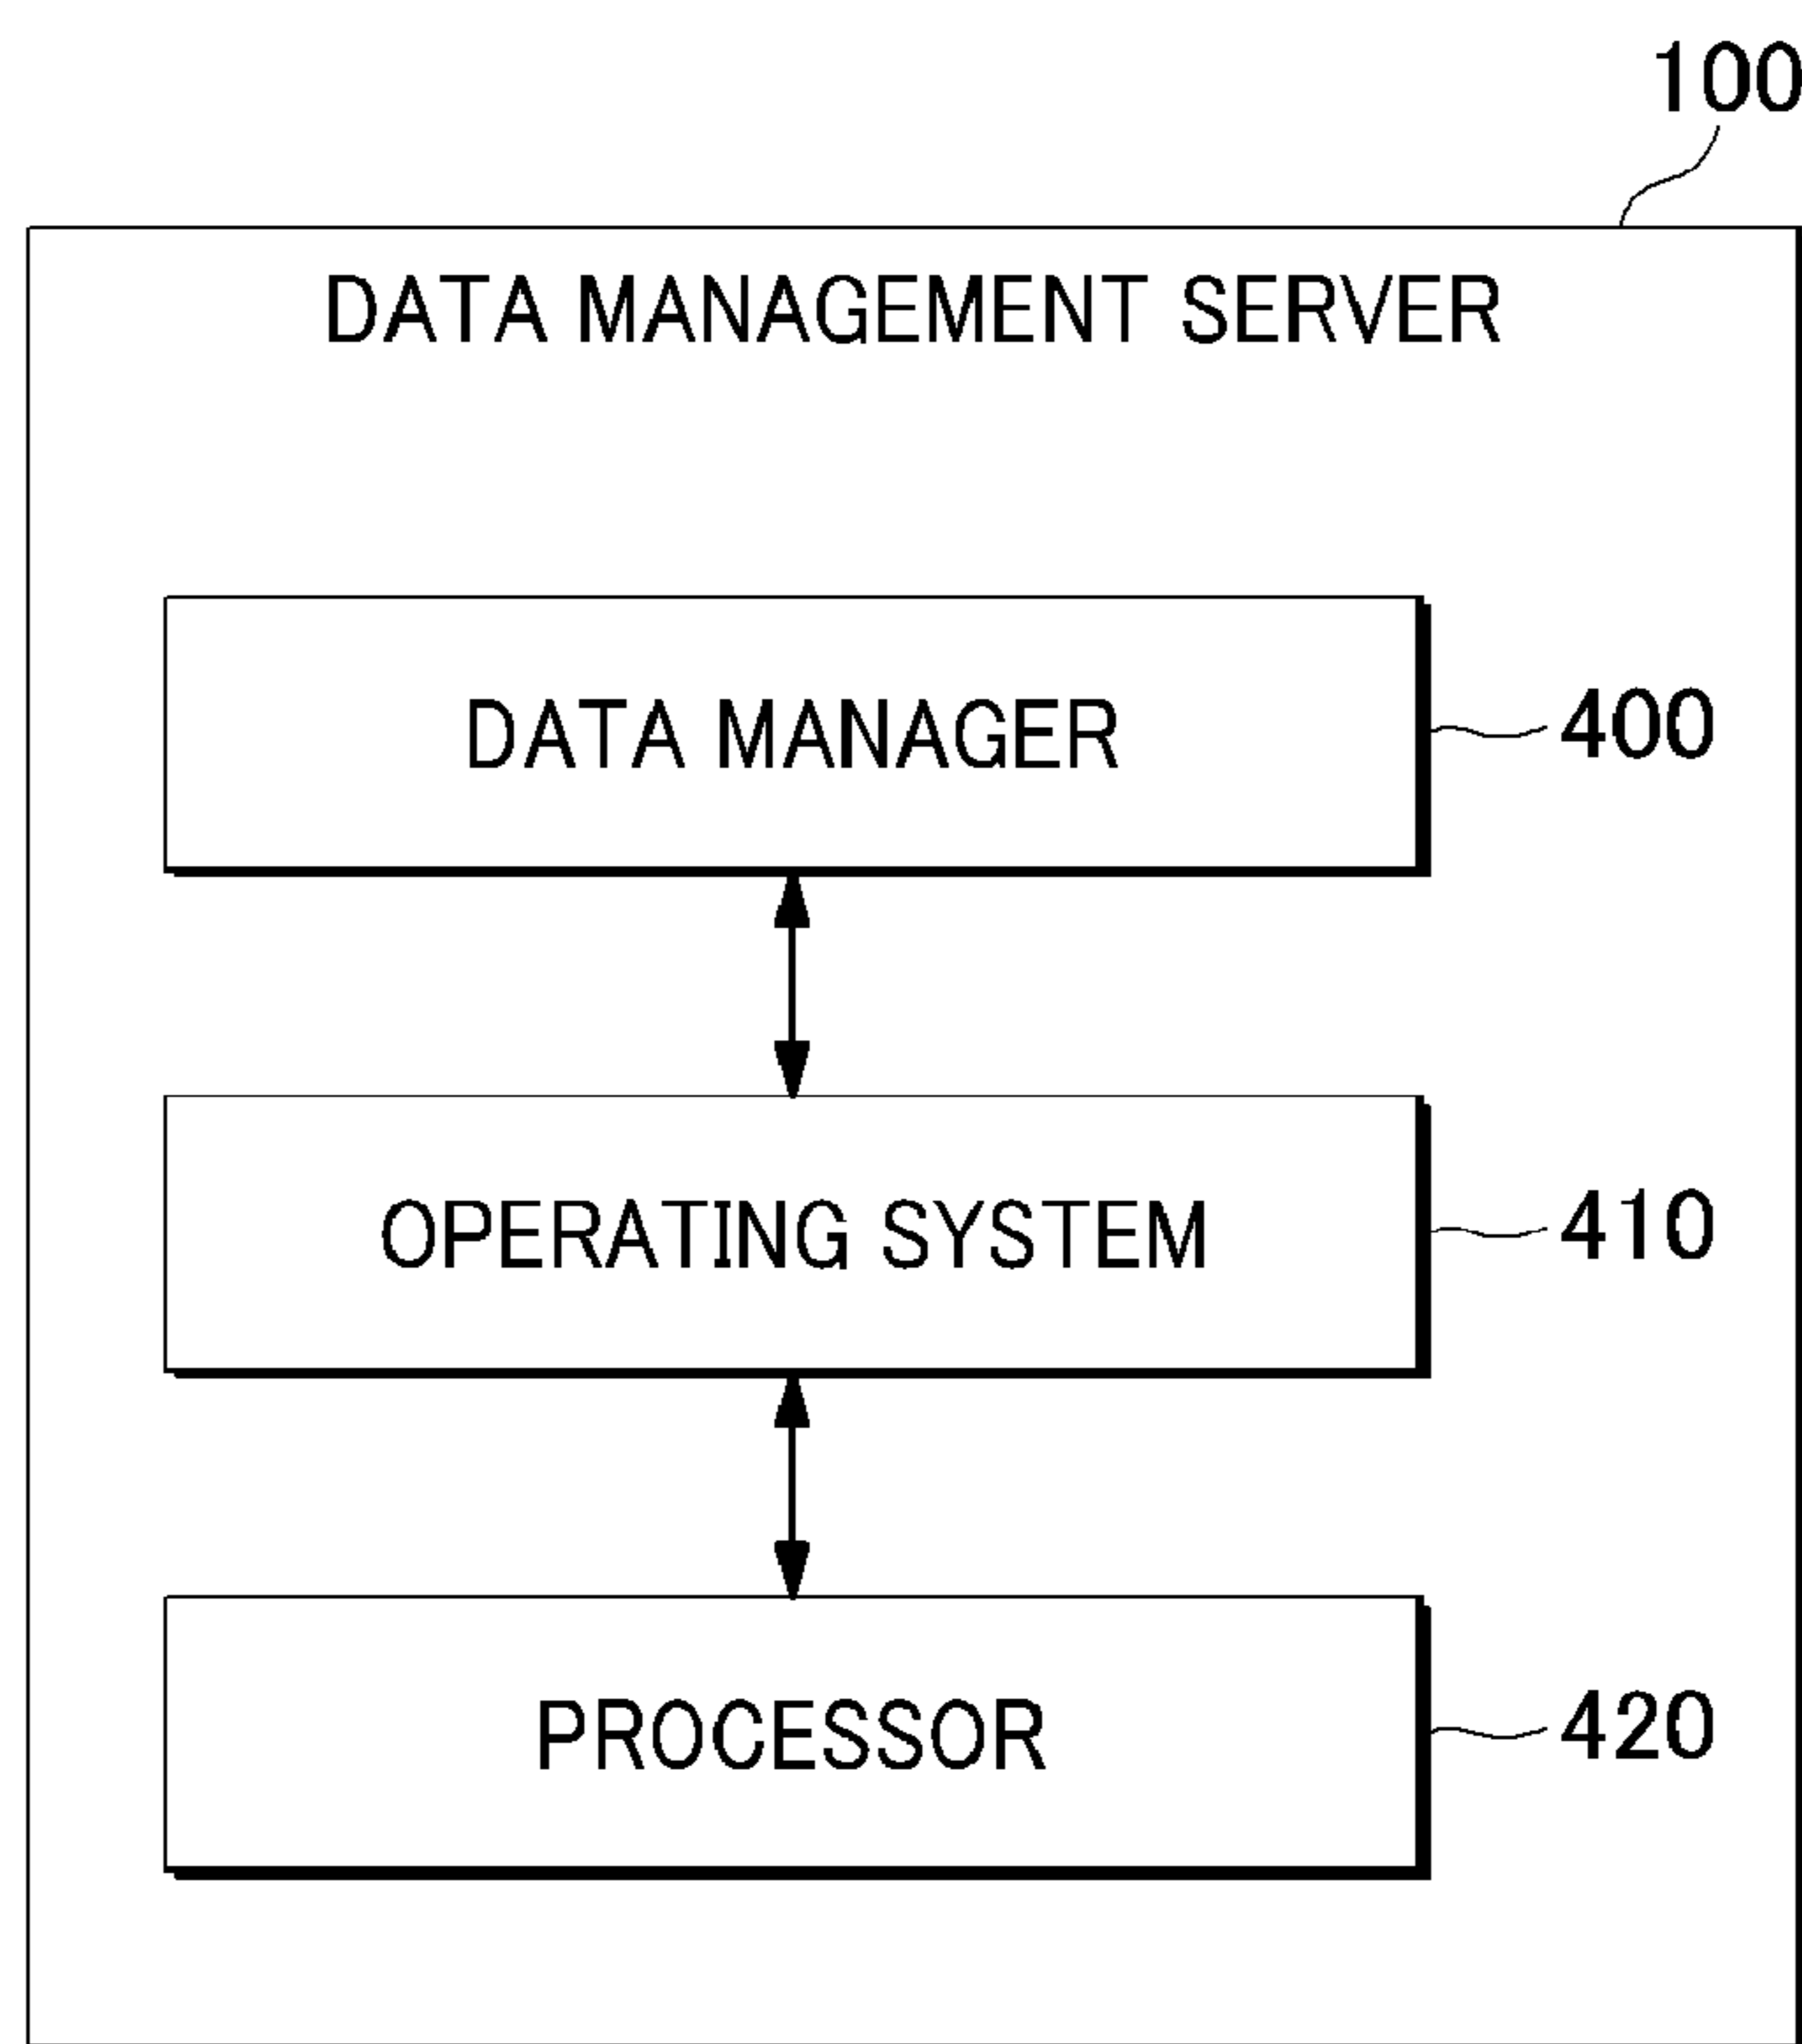 100
DATA MANAGEMENT SERVER
DATA MANAGER
400
OPERATING SYSTEM
410
PROCESSOR
420